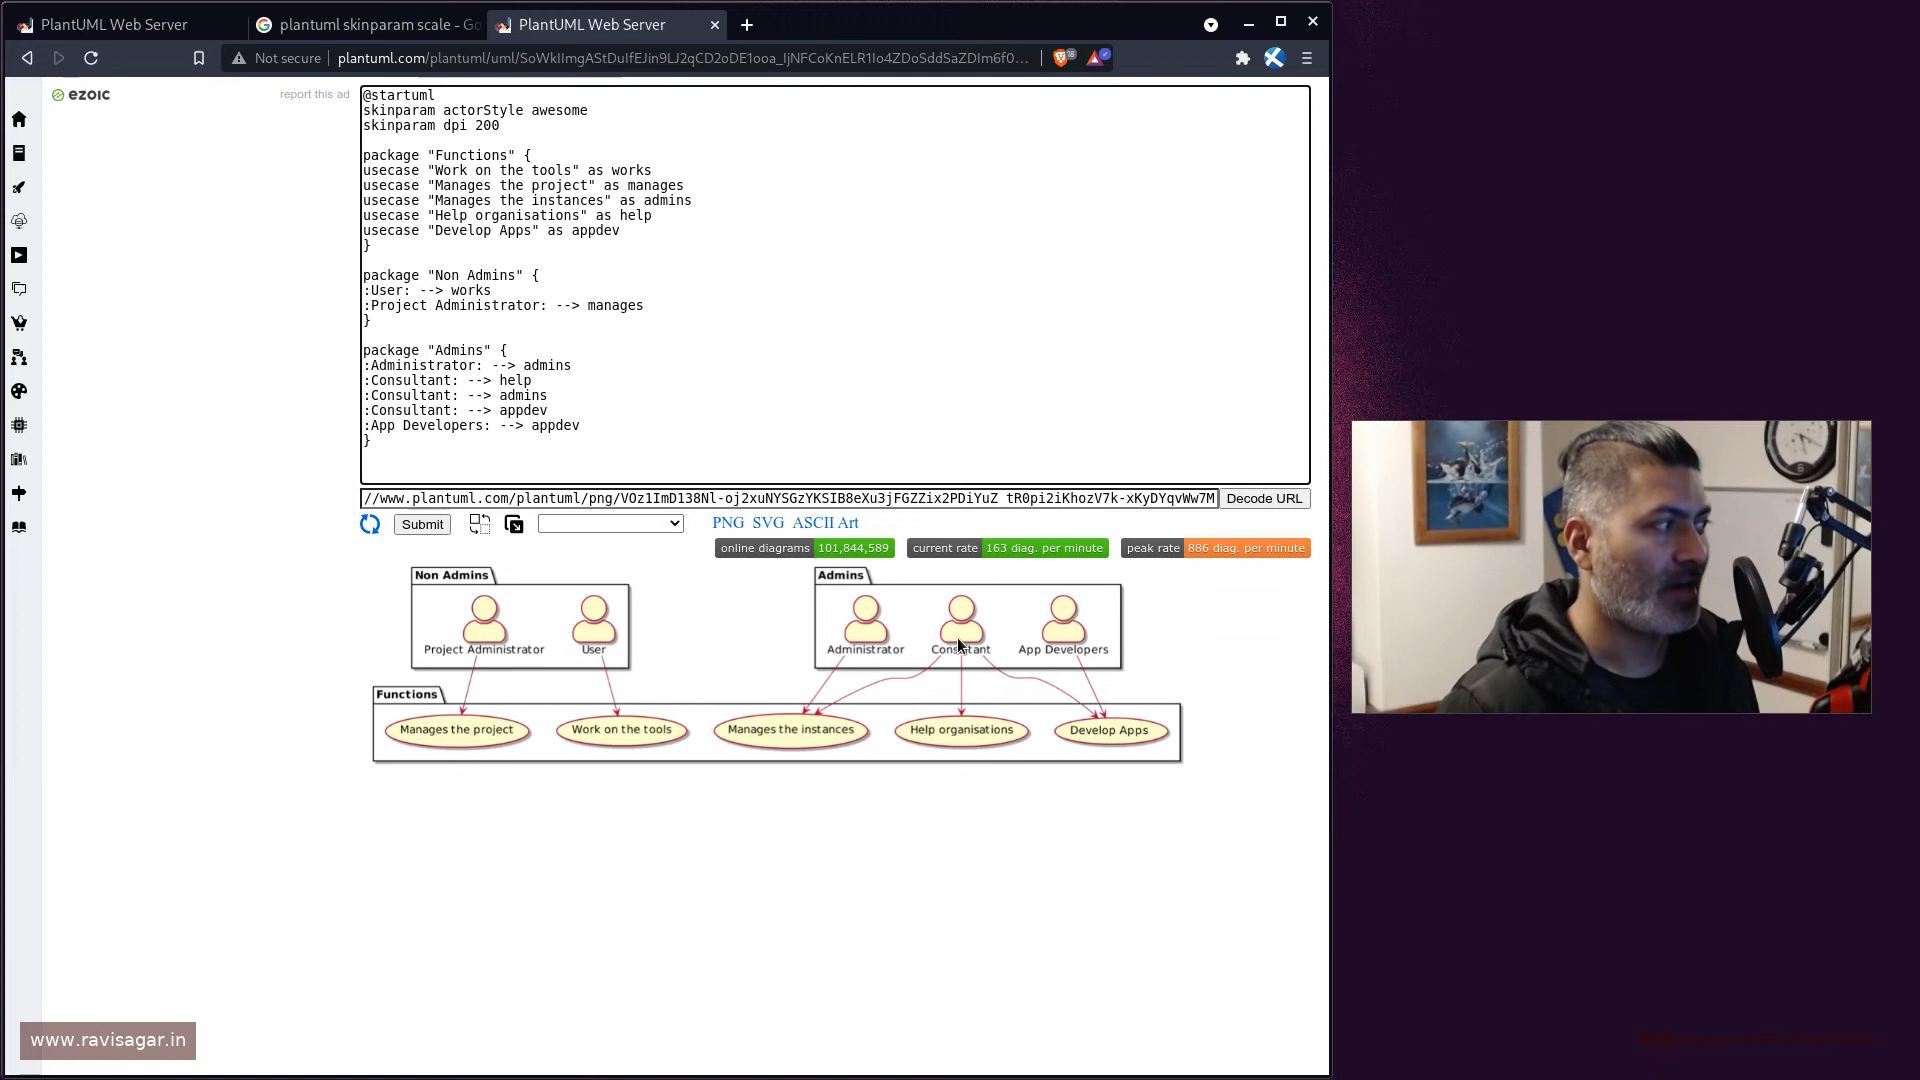 PlantUML Web Server
plantuml skinparam scale - Go
PlantUML Web Server
Not secure
plantuml.com/plantuml/uml/SoWkIImgAStDuIfEJin9LJ2qCD2oDE1ooa_IjNFCoKnELR1Io4ZDoSddSaZDIm6f0...
18
ezoic
report this ad
@startuml
skinparam actorStyle awesome
skinparam dpi 200
package "Functions" {
usecase "Work on the tools" as works
usecase "Manages the project" as manages
usecase "Manages the instances" as admins
usecase "Help organisations" as help
usecase "Develop Apps" as appdev
}
package "Non Admins" {
:User: --> works
:Project Administrator: --> manages
}
package "Admins" {
:Administrator: --> admins
:Consultant: --> help
:Consultant: --> admins
:Consultant: --> appdev
:App Developers: --> appdev
}
//www.plantuml.com/plantuml/png/VOz1ImD138Nl-oj2xuNYSGzYKSIB8eXu3jFGZZix2PDiYuZ_tR0pi2iKhozV7k-xKyDYqvWw7M
Decode URL
Submit
PNG SVG ASCII Art
online diagrams 101,844,589
current rate 163 diag. per minute
peak rate 886 diag. per minute
Non Admins
Admins
Project Administrator
User
Administrator
Consultant
App Developers
Functions
Manages the project
Work on the tools
Manages the instances
Help organisations
Develop Apps
www.ravisagar.in